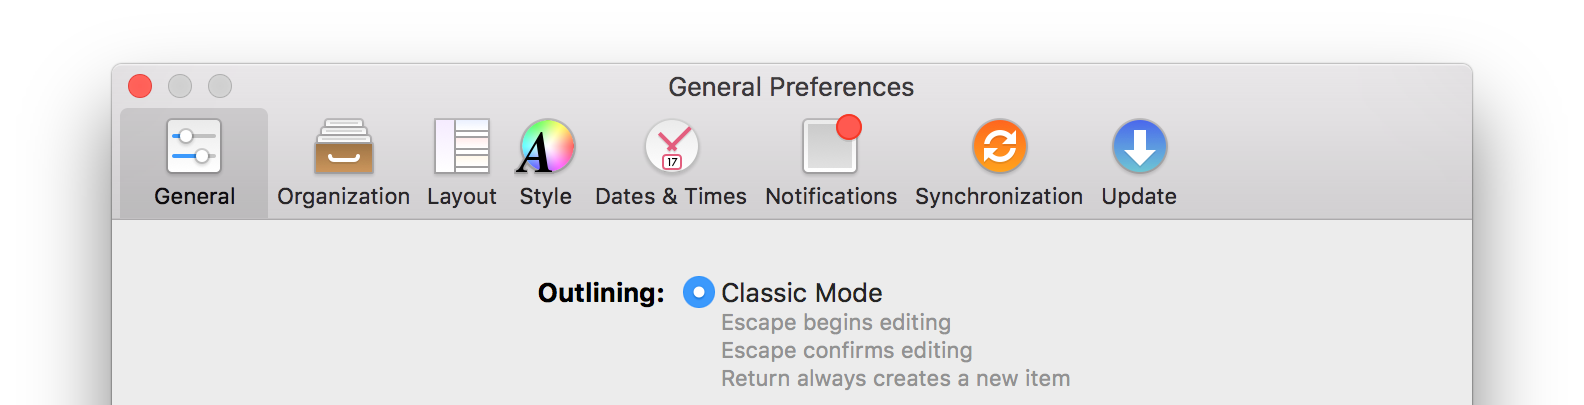 General Preferences
General Organization Layout Style Dates & Times Notifications Synchronization Update
A
17
Outlining: Classic Mode
Escape begins editing
Escape confirms editing
Return always creates a new item